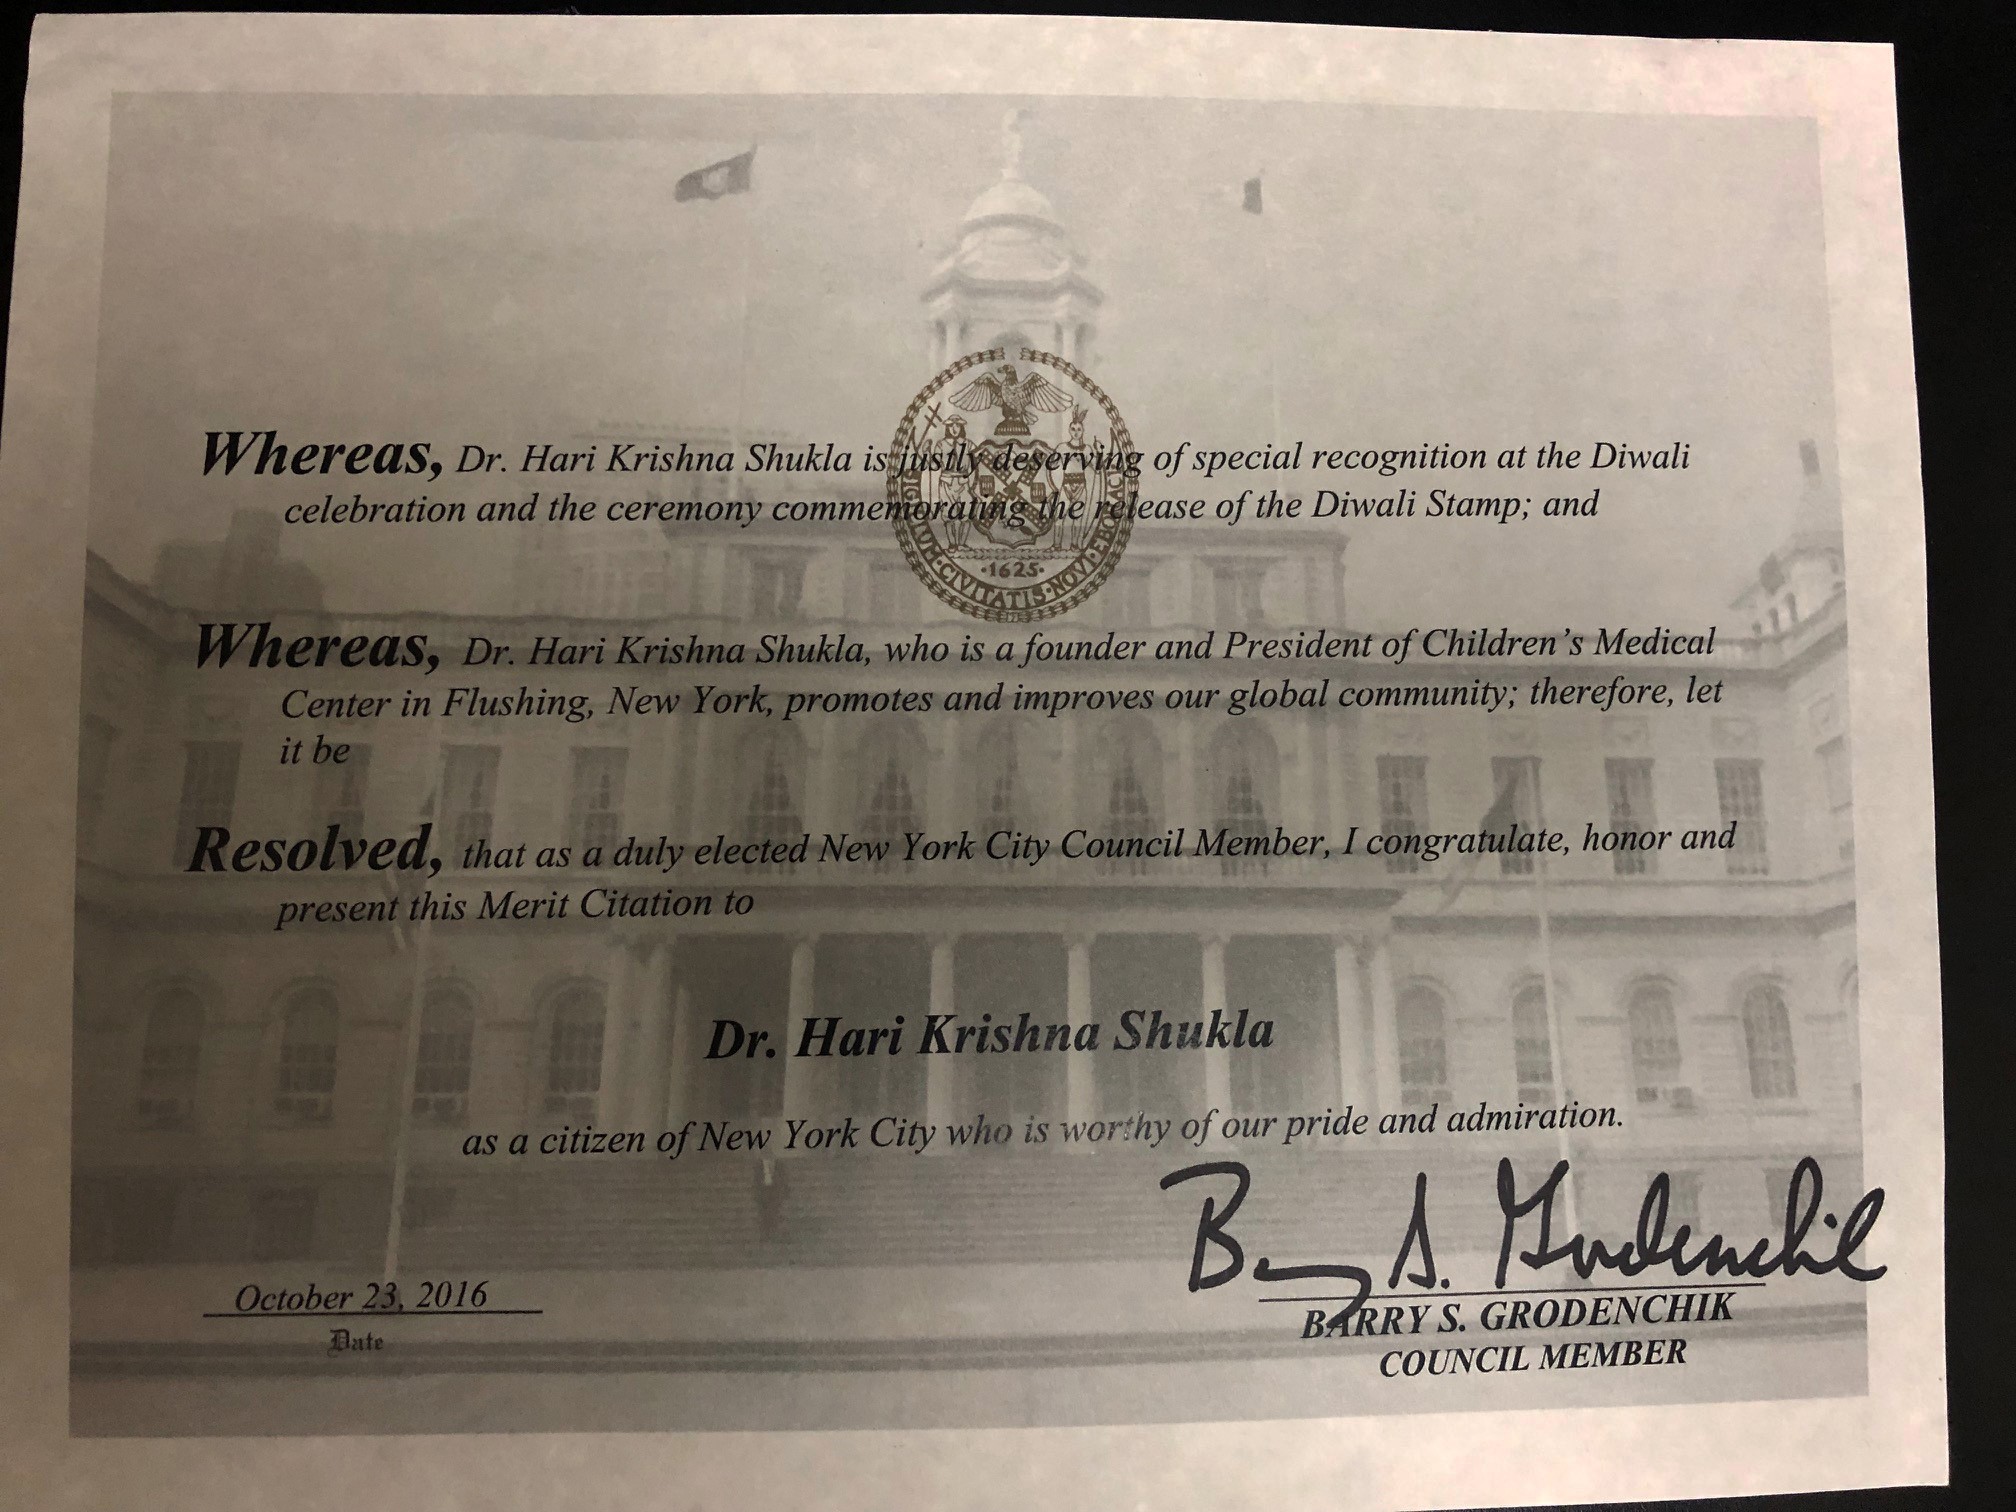 Whereas, Dr. Hari Krishna Shukla is justly deserving of special recognition at the Diwali
celebration and the ceremony commemorating the release of the Diwali Stamp; and
SIGILLUM·CIVITATIS·NOVI·EBORACI
·1625·
Whereas, Dr. Hari Krishna Shukla, who is a founder and President of Children’s Medical
Center in Flushing, New York, promotes and improves our global community; therefore, let
it be
Resolved, that as a duly elected New York City Council Member, I congratulate, honor and
present this Merit Citation to
Dr. Hari Krishna Shukla
as a citizen of New York City who is worthy of our pride and admiration.
Barry S. Grodenchik
October 23, 2016
Date
BARRY S. GRODENCHIK
COUNCIL MEMBER